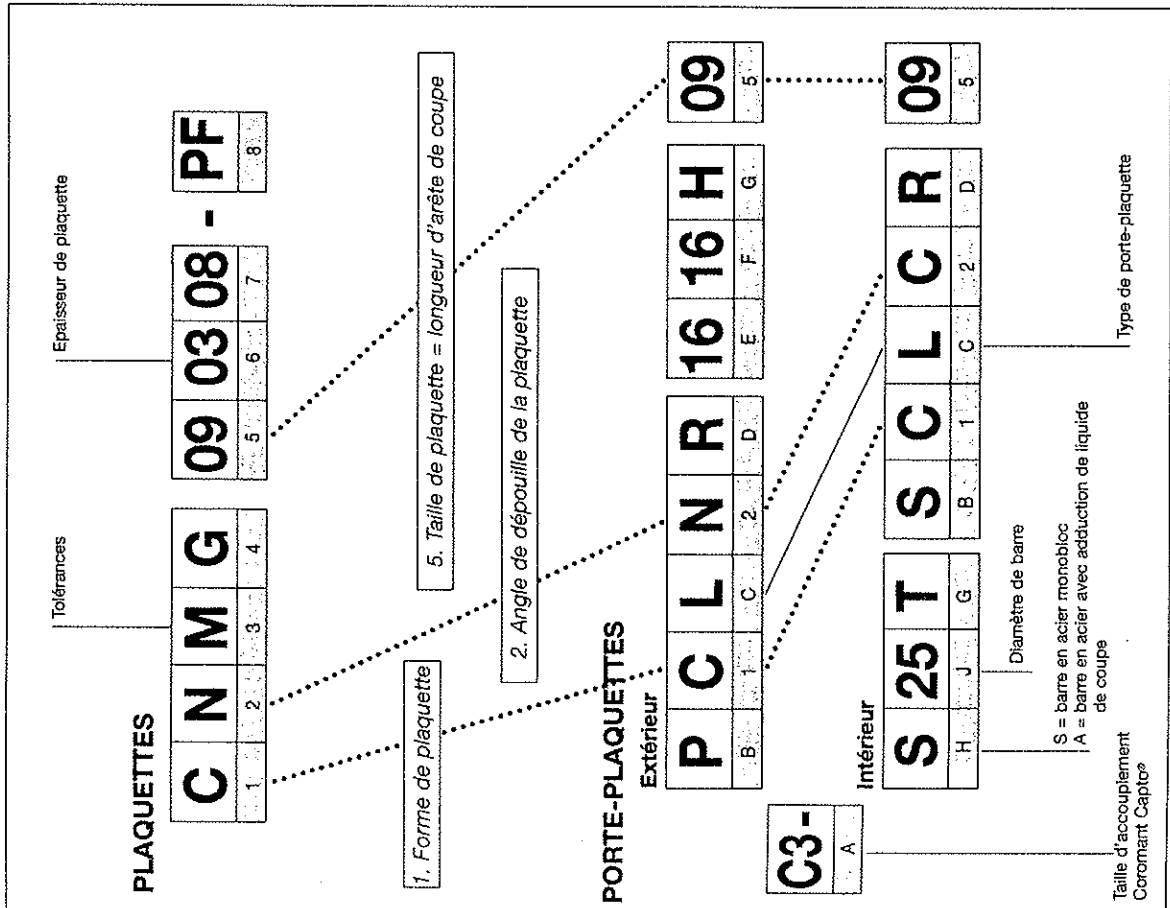 PLAQUETTES
Tolérances
Epaisseur de plaquette
C N M G 09 03 08 - PF
1 2 3 4 5 6 7 8
1. Forme de plaquette
2. Angle de dépouille de la plaquette
5. Taille de plaquette = longueur d'arête de coupe
PORTE-PLAQUETTES
Extérieur
P C L N R 16 16 H 09
B 1 C 2 D E F G 5
C3-
A
Intérieur
S 25 T S C L C R 09
H J G B 1 C 2 D 5
Diamètre de barre
S = barre en acier monobloc
A = barre en acier avec adduction de liquide
de coupe
Type de porte-plaquette
Taille d'accouplement
Coromant Capto®